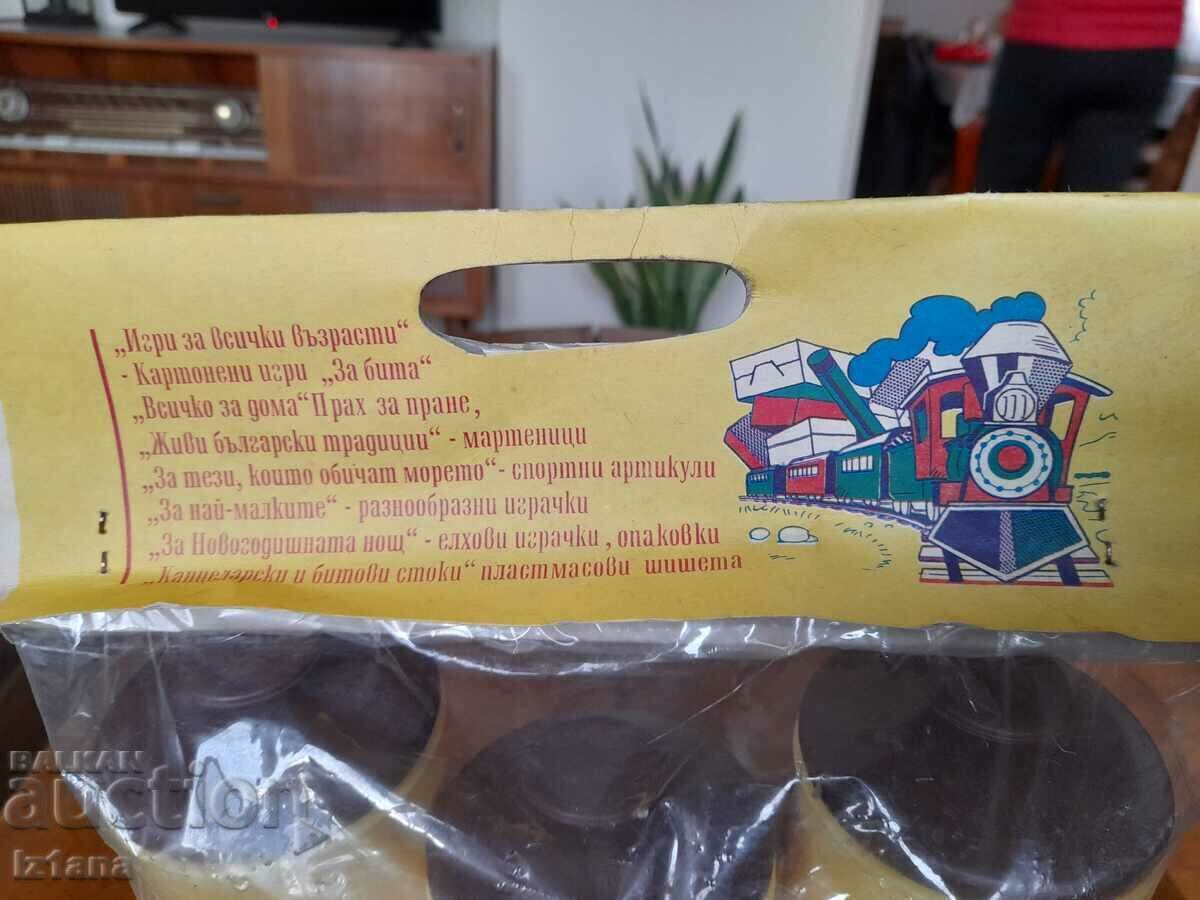 „Игри за всички възрасти“
- Картонени игри „За бита“
„Всичко за дома“ Прах за пране,
„Живи български традиции“ - мартеници
„За тези, които обичат морето“ - спортни артикули
„За най-малките“ - разнообразни играчки
„За Новогодишната нощ“ - елхови играчки, опаковки
„Канцеларски и битови стоки“ пластмасови шишета
BALKAN
auction
Iz1ana